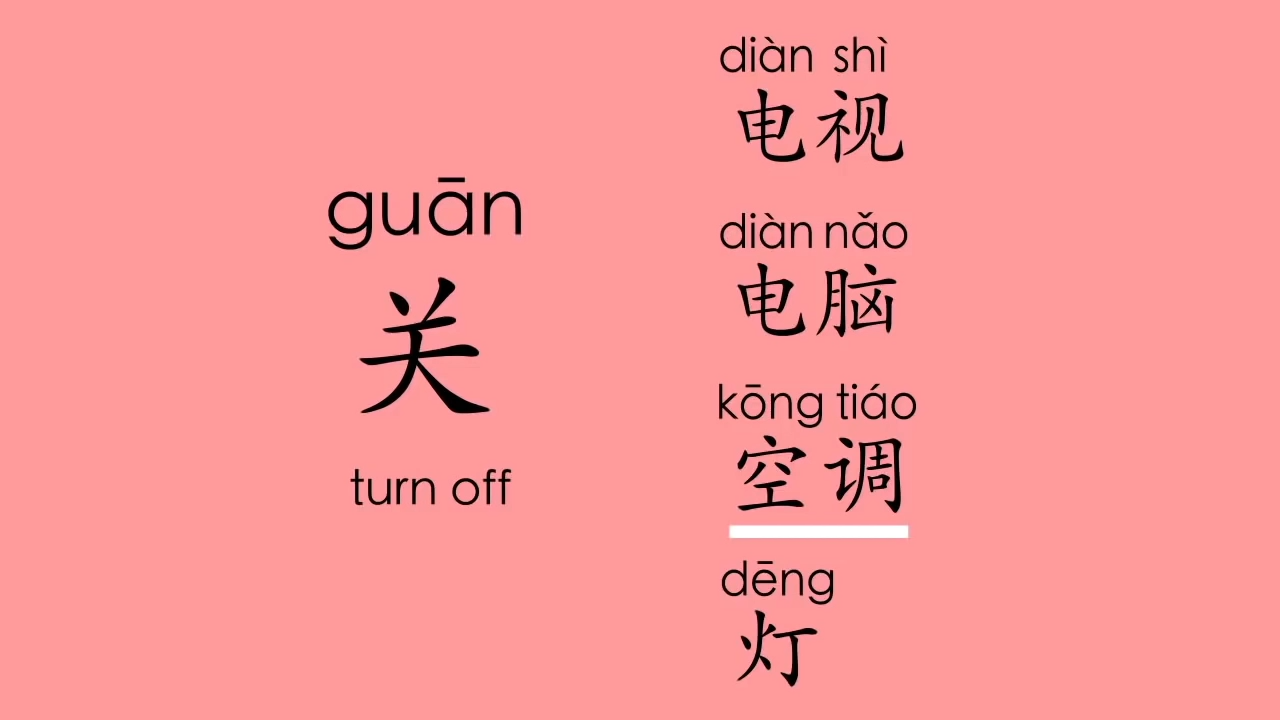 guān
关
turn off
diàn shì
电视
diàn nǎo
电脑
kōng tiáo
空调
dēng
灯